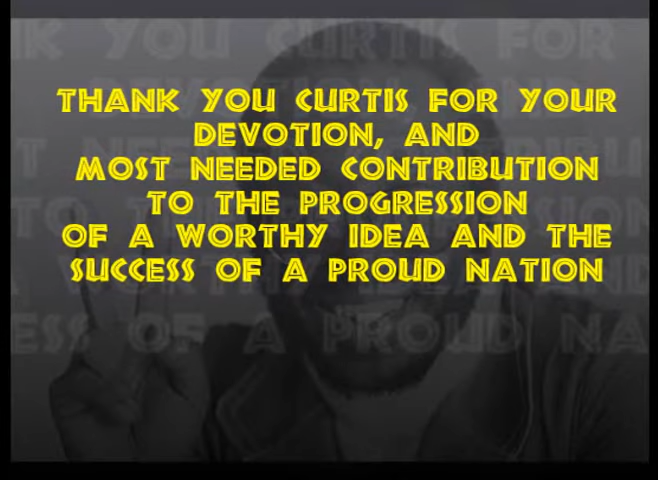 THANK YOU CURTIS FOR YOUR
DEVOTION, AND
MOST NEEDED CONTRIBUTION
TO THE PROGRESSION
OF A WORTHY IDEA AND THE
SUCCESS OF A PROUD NATION